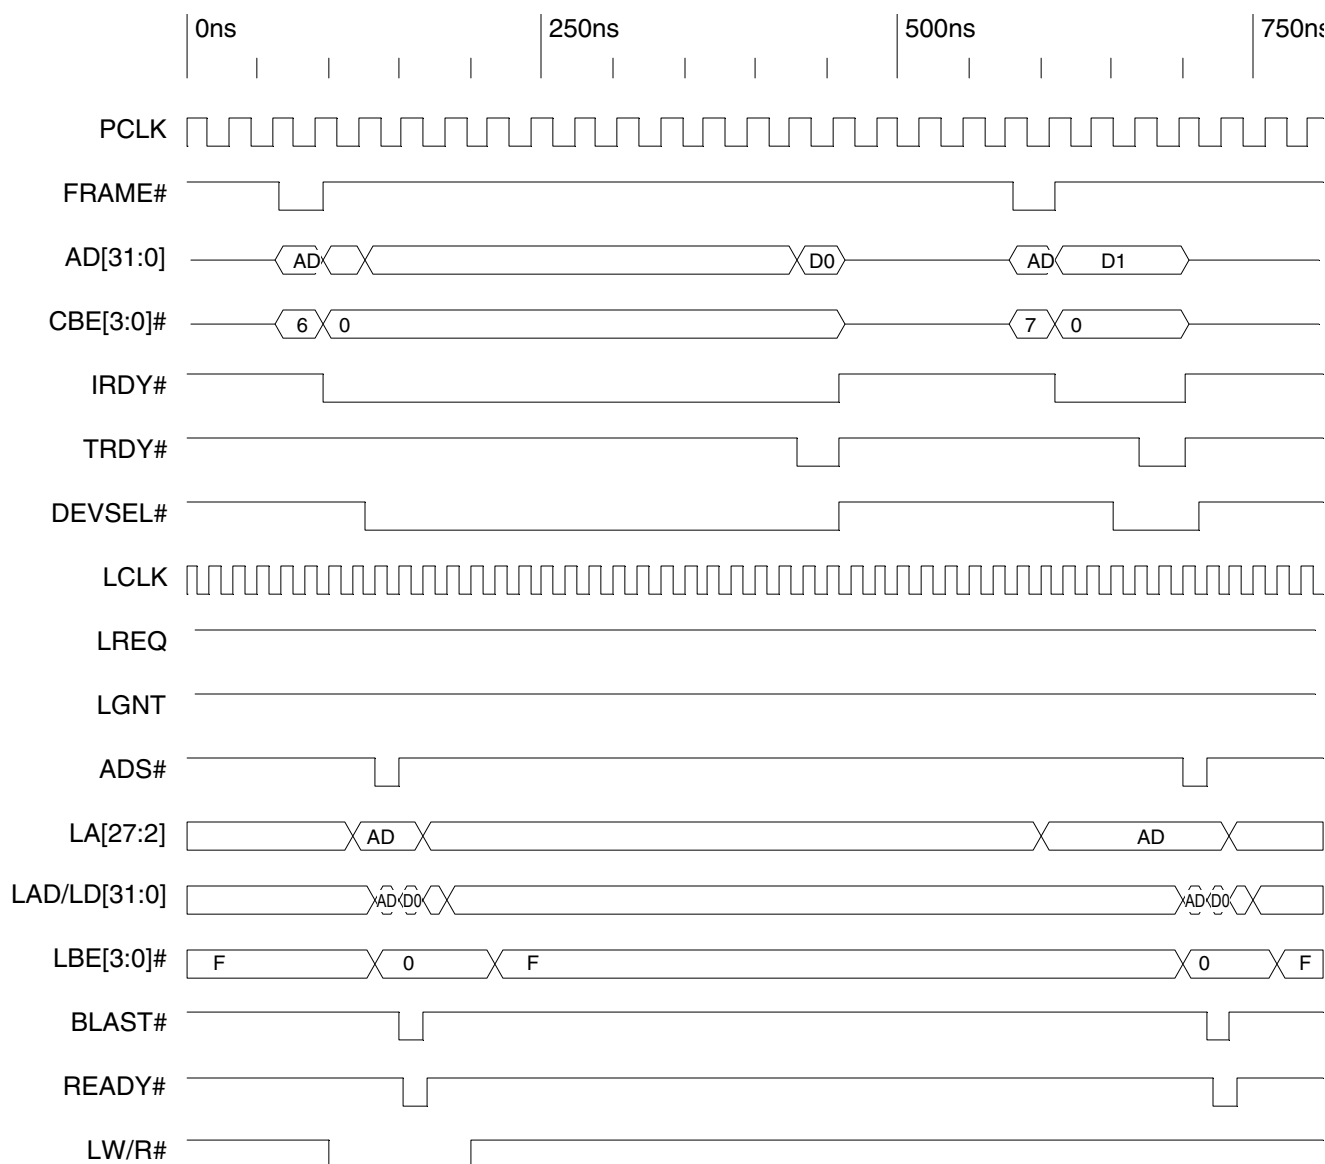 0ns 250ns 500ns 750ns
PCLK
FRAME#
AD[31:0] AD D0 AD D1
CBE[3:0]# 6 0 7 0
IRDY#
TRDY#
DEVSEL#
LCLK
LREQ
LGNT
ADS#
LA[27:2] AD AD
LAD/LD[31:0] AD D0 AD D0
LBE[3:0]# F 0 F 0 F
BLAST#
READY#
LW/R#